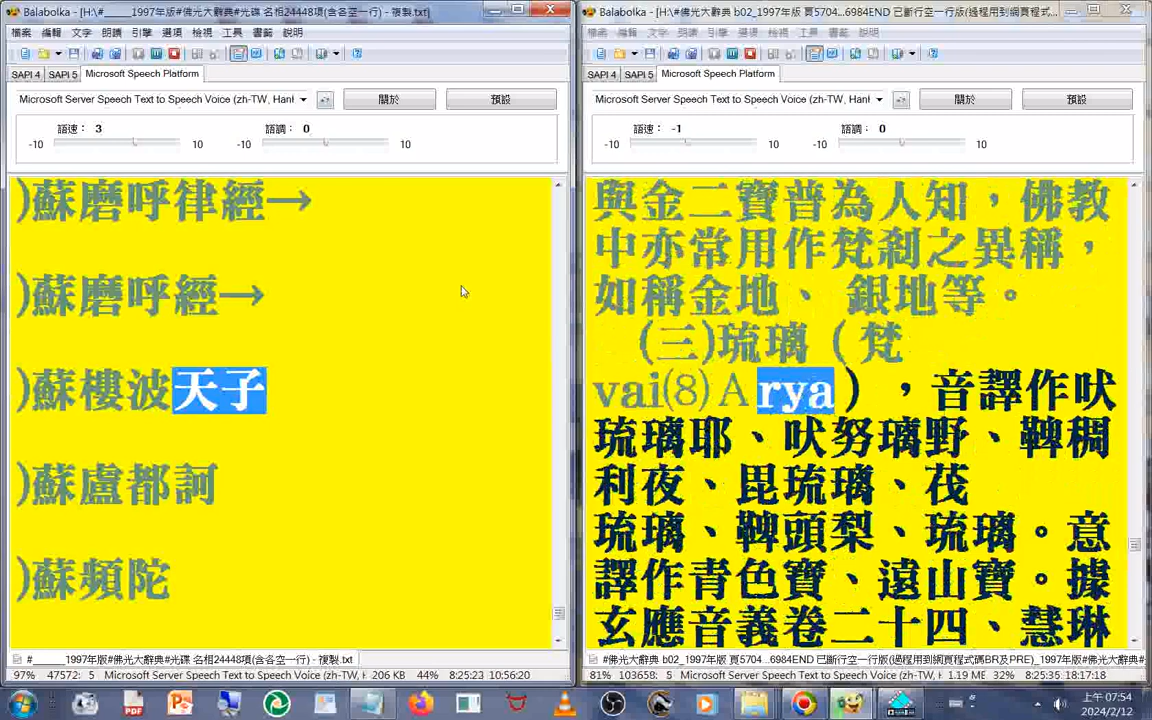 Balabolka - [H:\#_____1997年版#佛光大辭典#光碟 名相24448項(含各空一行) - 複製.txt]
檔案 編輯 文字 朗讀 引擎 選項 檢視 工具 書籤 說明
SAPI 4 SAPI 5 Microsoft Speech Platform
Microsoft Server Speech Text to Speech Voice (zh-TW, Hanl 關於 預設
語速： 3 語調： 0
-10 10 -10 10
)蘇磨呼律經→
)蘇磨呼經→
)蘇樓波天子
)蘇盧都訶
)蘇頻陀
#_____1997年版#佛光大辭典#光碟 名相24448項(含各空一行) - 複製.txt
97% 47572: 5 Microsoft Server Speech Text to Speech Voice (zh-TW, H 206 KB 44% 8:25:23 10:56:20
Balabolka - [H:\#佛光大辭典 b02_1997年版 頁5704...6984END 已斷行空一行版(過程用到網頁程式...
檔案 編輯 文字 朗讀 引擎 選項 檢視 工具 書籤 說明
SAPI 4 SAPI 5 Microsoft Speech Platform
Microsoft Server Speech Text to Speech Voice (zh-TW, Hanl 關於 預設
語速： -1 語調： 0
-10 10 -10 10
與金二寶普為人知，佛教
中亦常用作梵剎之異稱，
如稱金地、 銀地等。
(三)琉璃（梵
vai(8) A rya），音譯作吠
琉璃耶、吠努璃野、鞞稠
利夜、毘琉璃、茷
琉璃、鞞頭梨、琉璃。意
譯作青色寶、遠山寶。據
玄應音義卷二十四、慧琳
#佛光大辭典 b02_1997年版 頁5704...6984END 已斷行空一行版(過程用到網頁程式碼BR及PRE)_1997年版#佛光大辭典#
81% 103658: 5 Microsoft Server Speech Text to Speech Voice (zh-TW, H 1.19 ME 32% 8:25:35 18:17:18
上午 07:54
2024/2/12